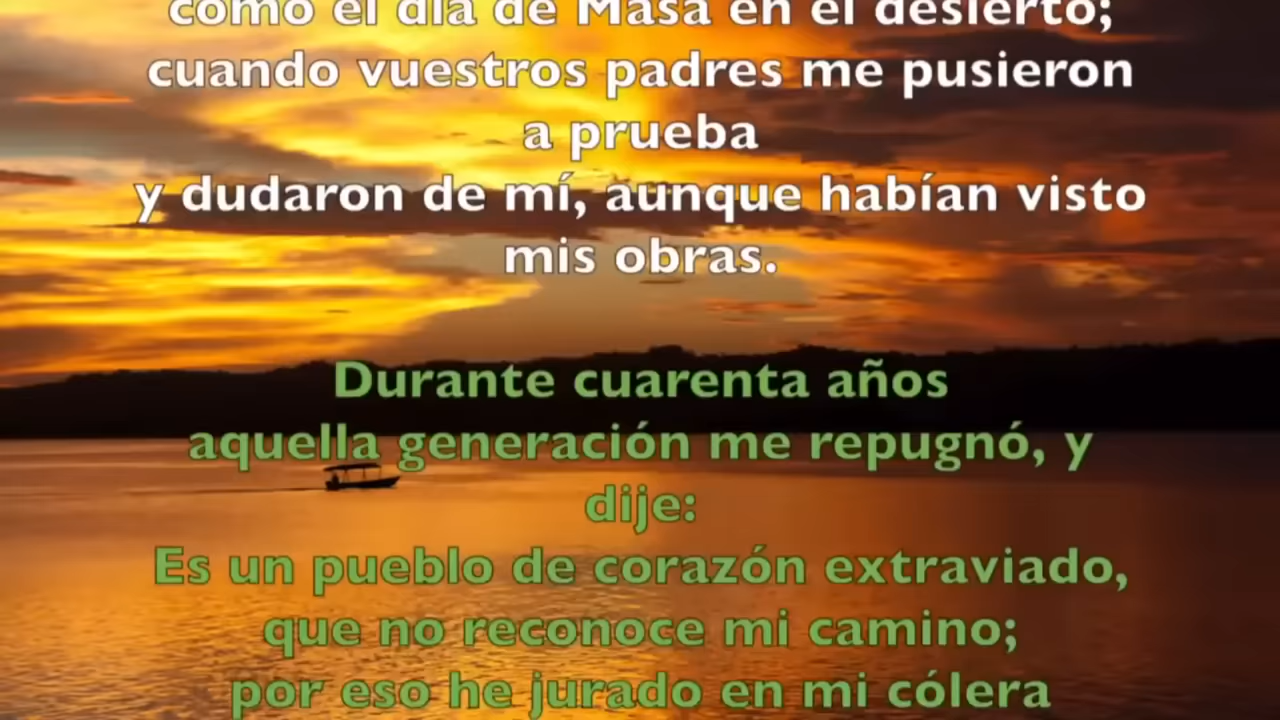 como el día de Masá en el desierto;
cuando vuestros padres me pusieron
a prueba
y dudaron de mí, aunque habían visto
mis obras.
Durante cuarenta años
aquella generación me repugnó, y
dije:
Es un pueblo de corazón extraviado,
que no reconoce mi camino;
por eso he jurado en mi cólera